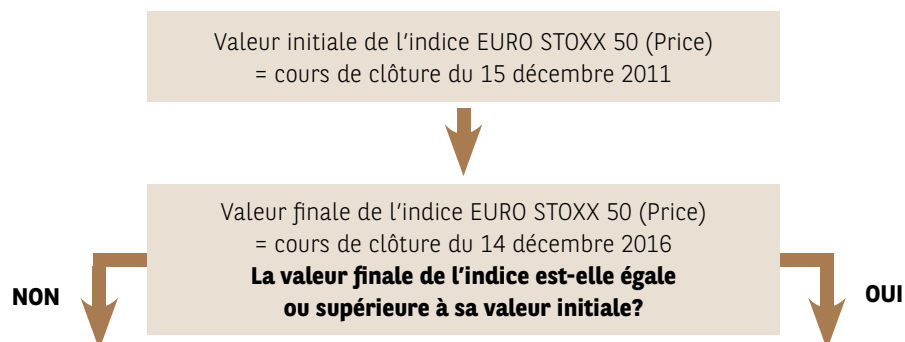 Valeur initiale de l'indice EURO STOXX 50 (Price)
= cours de clôture du 15 décembre 2011
Valeur finale de l'indice EURO STOXX 50 (Price)
= cours de clôture du 14 décembre 2016
La valeur finale de l'indice est-elle égale
ou supérieure à sa valeur initiale?
NON
OUI